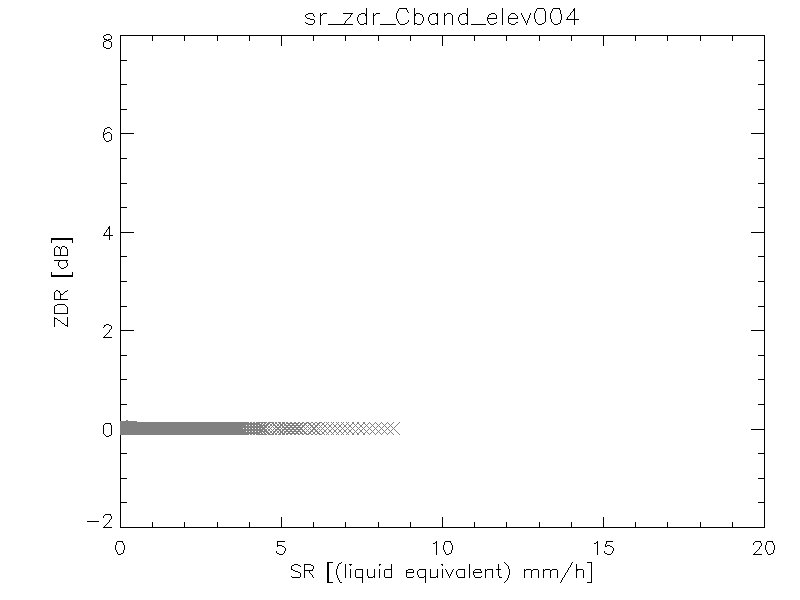 sr_zdr_Cband_elev004
8
6
4
2
0
-2
ZDR [dB]
0 5 10 15 20
SR [(liquid equivalent) mm/h]